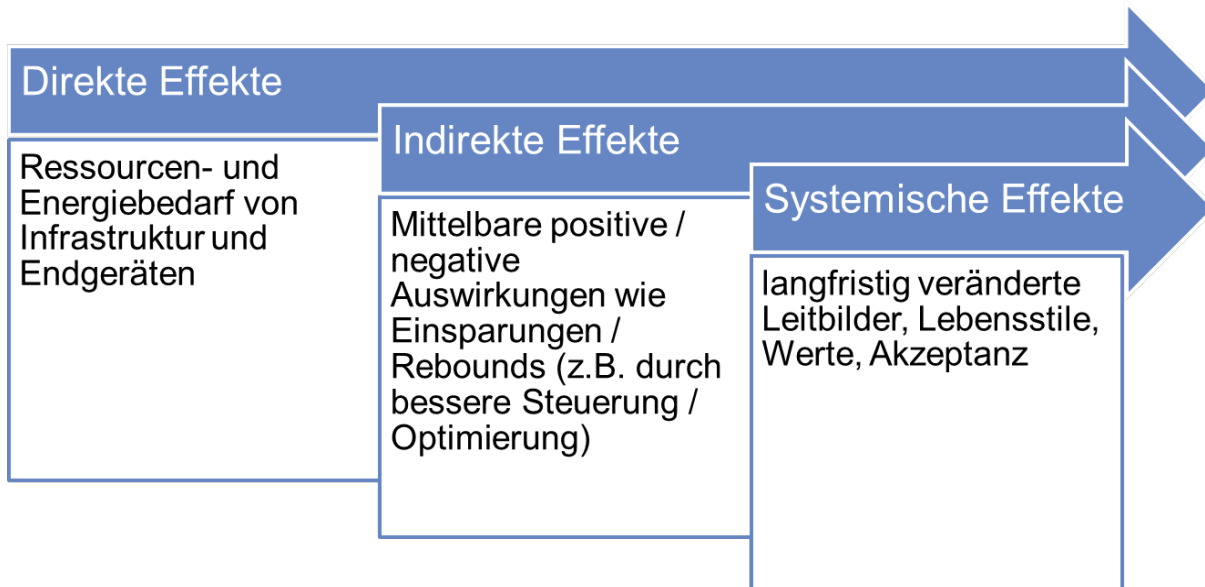 Direkte Effekte
Ressourcen- und
Energiebedarf von
Infrastruktur und
Endgeräten
Indirekte Effekte
Mittelbare positive /
negative
Auswirkungen wie
Einsparungen /
Rebounds (z.B. durch
bessere Steuerung /
Optimierung)
Systemische Effekte
langfristig veränderte
Leitbilder, Lebensstile,
Werte, Akzeptanz